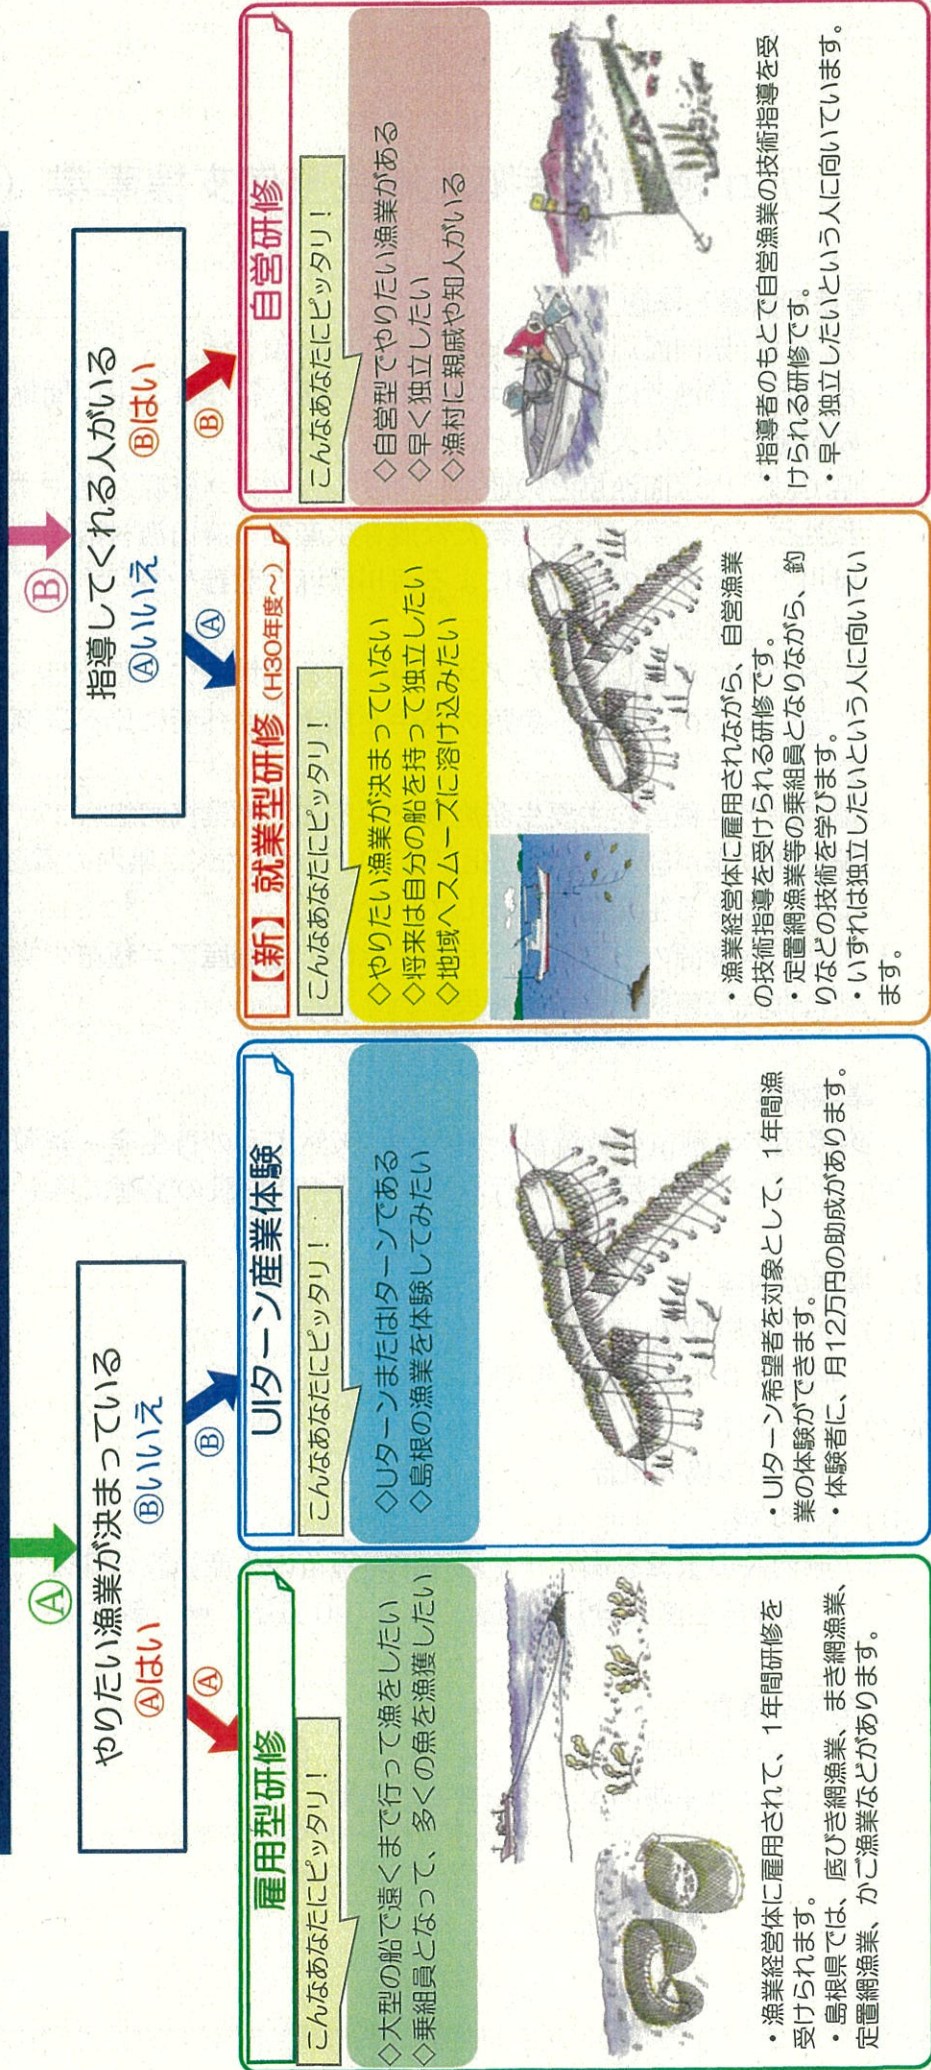 Ⓐ
やりたい漁業が決まっている
Ⓐはい Ⓑいいえ
Ⓐ
Ⓑ
Ⓑ
指導してくれる人がいる
Ⓐいいえ Ⓑはい
Ⓐ
Ⓑ
雇用型研修
こんなあなたにピッタリ！
◇大型の船で遠くまで行って漁をしたい
◇乗組員となって、多くの魚を漁獲したい
・漁業経営体に雇用されて、1年間研修を
受けられます。
・島根県では、底びき網漁業、まき網漁業、
定置網漁業、かご漁業などがあります。
UIターン産業体験
こんなあなたにピッタリ！
◇UターンまたはIターンである
◇島根の漁業を体験してみたい
・UIターン希望者を対象として、1年間漁
業の体験ができます。
・体験者に、月12万円の助成があります。
【新】就業型研修（H30年度～）
こんなあなたにピッタリ！
◇やりたい漁業が決まっていない
◇将来は自分の船を持って独立したい
◇地域へスムーズに溶け込みたい
・漁業経営体に雇用されながら、自営漁業
の技術指導を受けられる研修です。
・定置網漁業等の乗組員となりながら、釣
りなどの技術を学びます。
・いずれは独立したいという人に向いてい
ます。
自営研修
こんなあなたにピッタリ！
◇自営型でやりたい漁業がある
◇早く独立したい
◇漁村に親戚や知人がいる
・指導者のもとで自営漁業の技術指導を受
けられる研修です。
・早く独立したいという人に向いています。